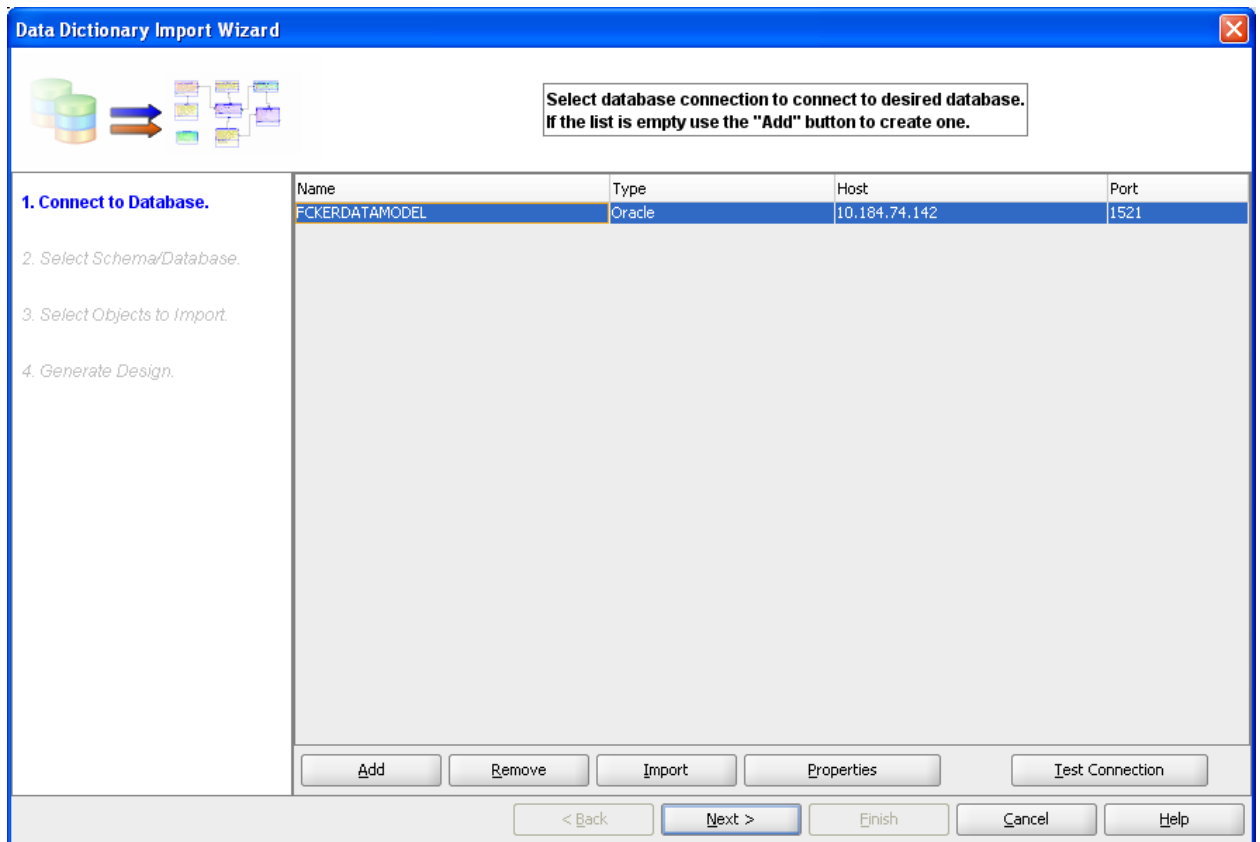 Data Dictionary Import Wizard
Select database connection to connect to desired database.
If the list is empty use the "Add" button to create one.
1. Connect to Database.
2. Select Schema/Database.
3. Select Objects to Import.
4. Generate Design.
Name Type Host Port
FCKERDATAMODEL Oracle 10.184.74.142 1521
Add Remove Import Properties Test Connection
< Back Next > Finish Cancel Help